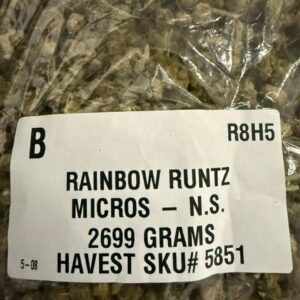 B R8H5
RAINBOW RUNTZ
MICROS – N.S.
2699 GRAMS
5-08 HAVEST SKU# 5851